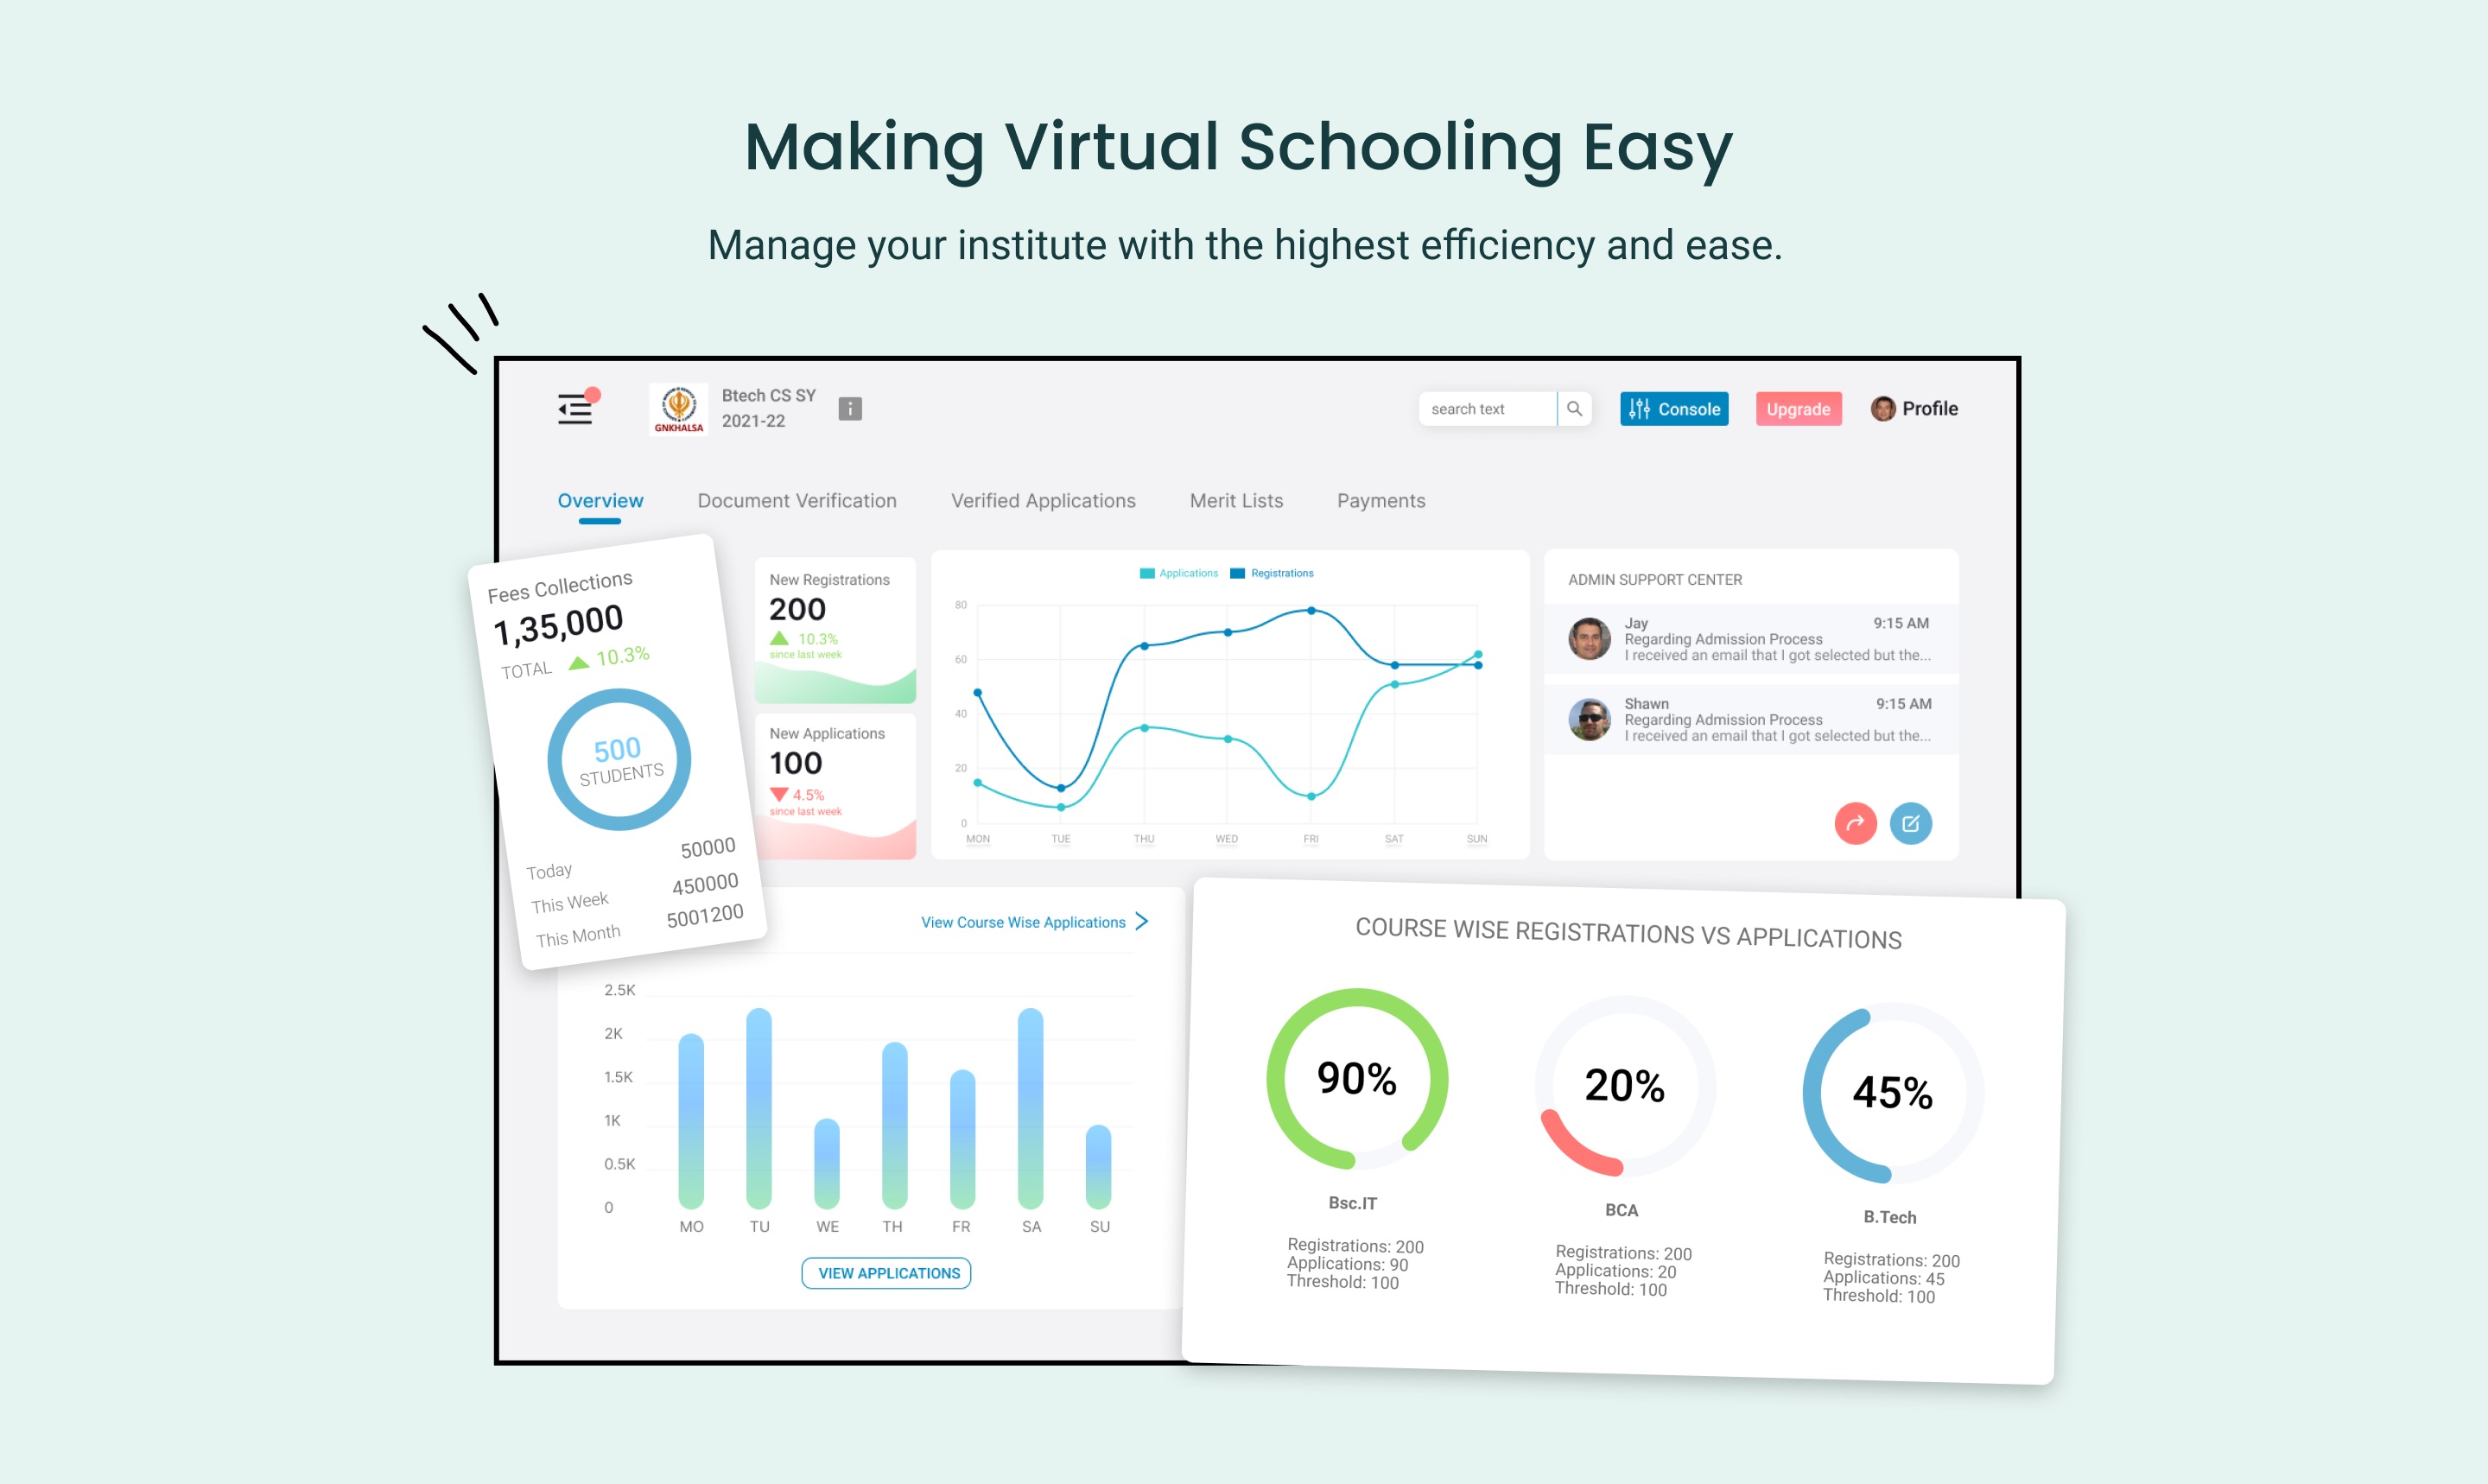 Making Virtual Schooling Easy
Manage your institute with the highest efficiency and ease.
GNKHALSA
Btech CS SY
2021-22
i
search text
Console
Upgrade
Profile
Overview
Document Verification
Verified Applications
Merit Lists
Payments
Fees Collections
1,35,000
TOTAL 10.3%
500
STUDENTS
Today 50000
This Week 450000
This Month 5001200
New Registrations
200
10.3%
since last week
New Applications
100
4.5%
since last week
Applications Registrations
80
60
40
20
0
MON TUE THU WED FRI SAT SUN
ADMIN SUPPORT CENTER
Jay 9:15 AM
Regarding Admission Process
I received an email that I got selected but the...
Shawn 9:15 AM
Regarding Admission Process
I received an email that I got selected but the...
View Course Wise Applications
2.5K
2K
1.5K
1K
0.5K
0
MO TU WE TH FR SA SU
VIEW APPLICATIONS
COURSE WISE REGISTRATIONS VS APPLICATIONS
90%
Bsc.IT
Registrations: 200
Applications: 90
Threshold: 100
20%
BCA
Registrations: 200
Applications: 20
Threshold: 100
45%
B.Tech
Registrations: 200
Applications: 45
Threshold: 100